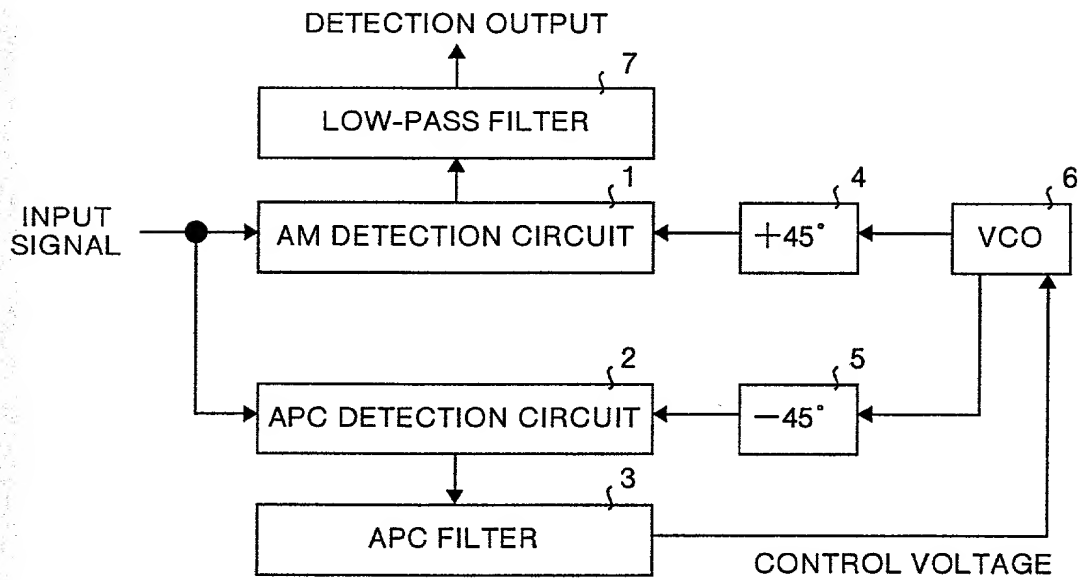 DETECTION OUTPUT
7
LOW-PASS FILTER
1
4
6
INPUT
SIGNAL
AM DETECTION CIRCUIT
+45°
VCO
2
5
APC DETECTION CIRCUIT
−45°
3
APC FILTER
CONTROL VOLTAGE